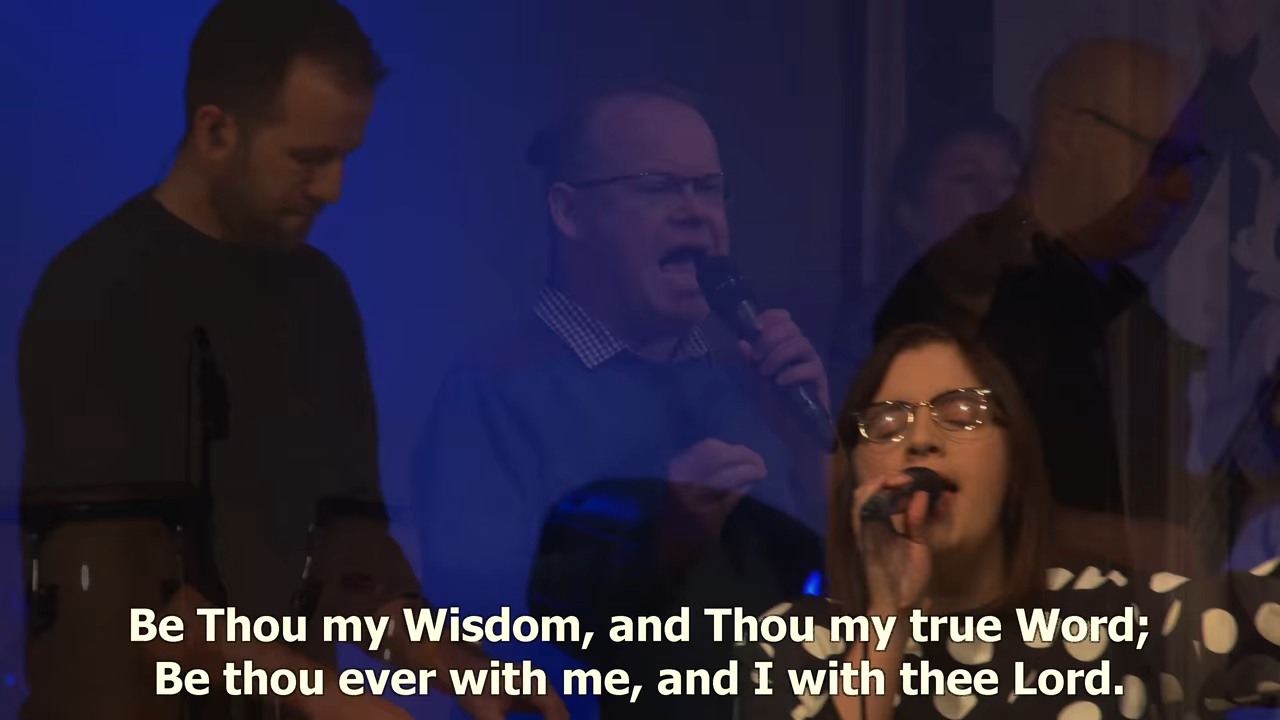 Be Thou my Wisdom, and Thou my true Word;
Be thou ever with me, and I with thee Lord.